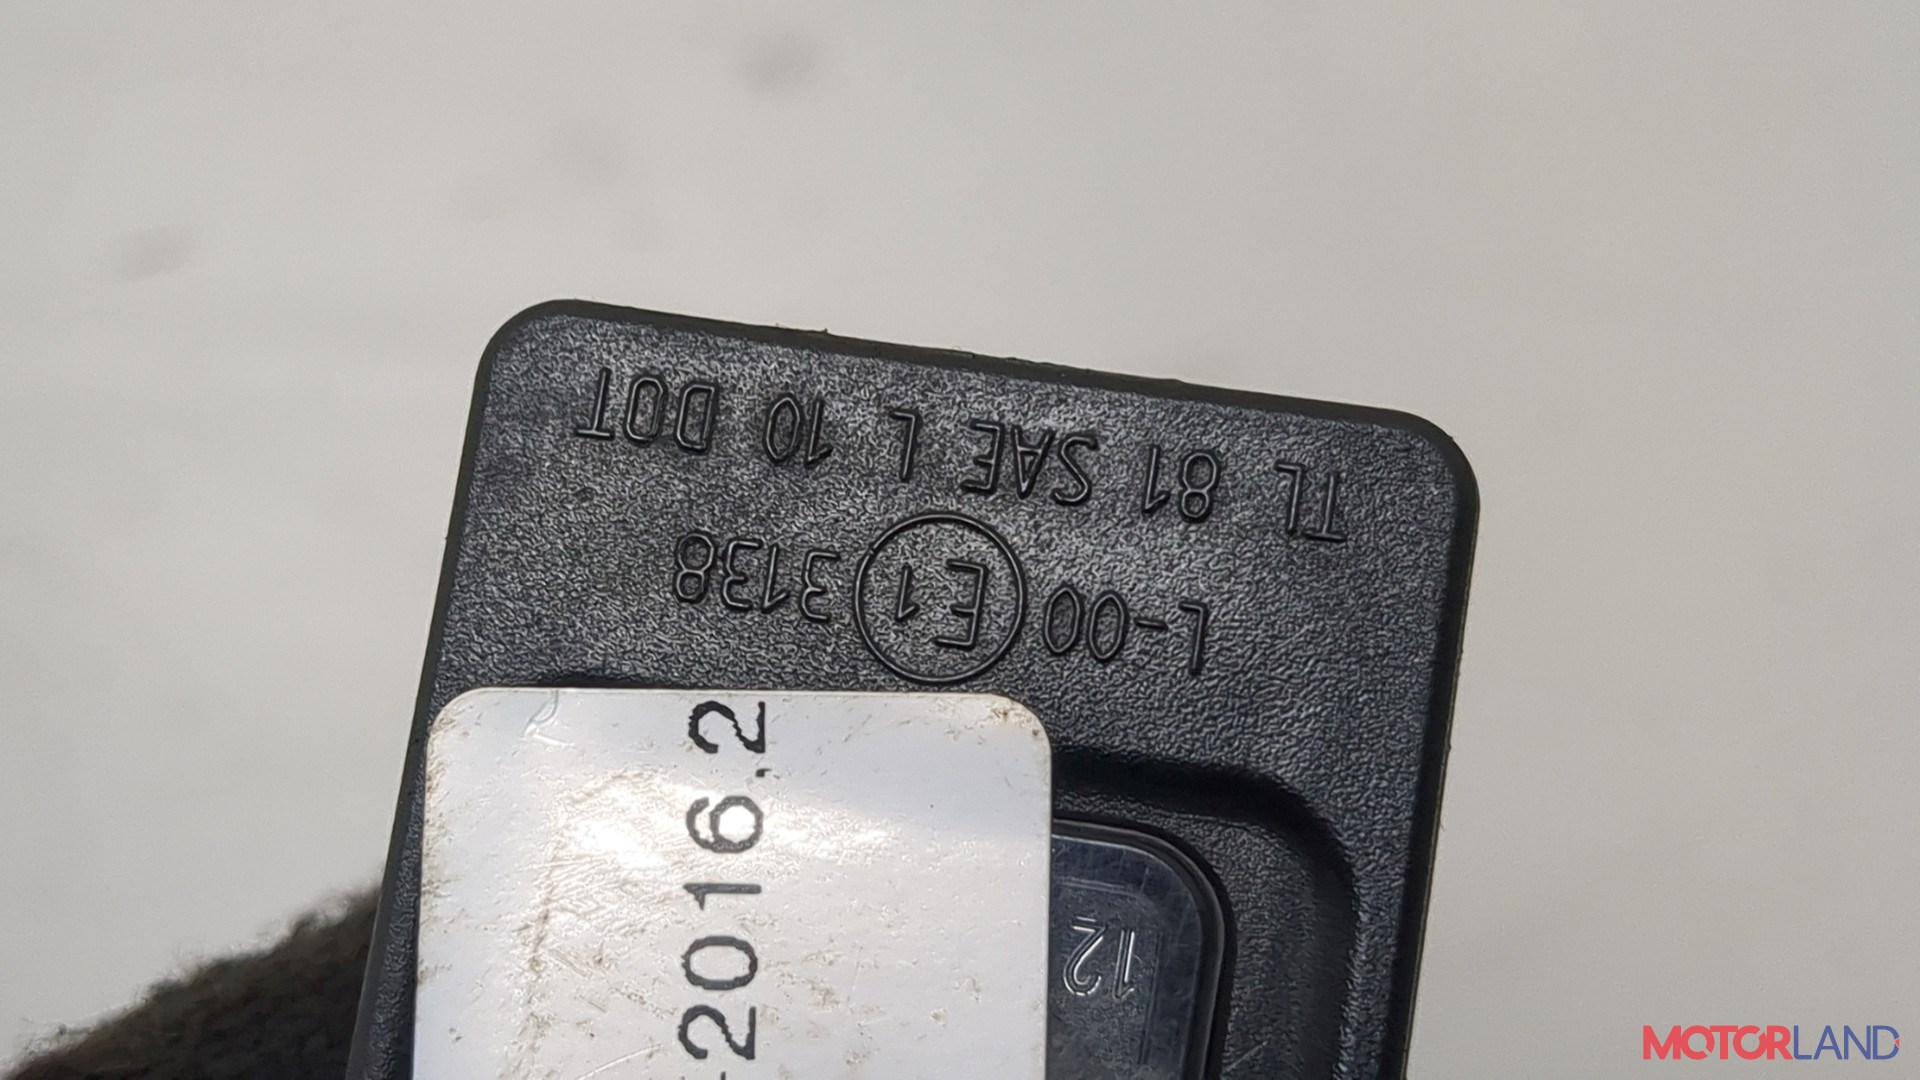 12
L-00 E1 3138
TL 81 SAE L 10 DOT
2016.2
MOTORLAND